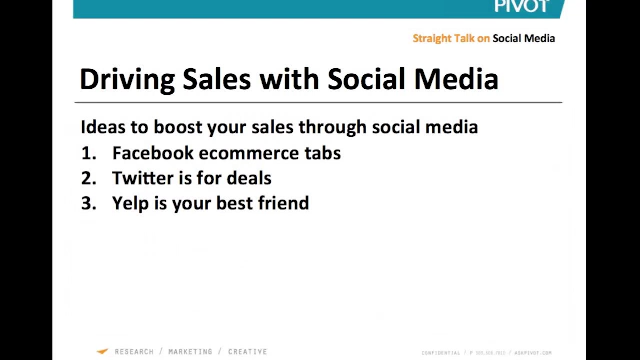 PIVOT
Straight Talk on Social Media
Driving Sales with Social Media
Ideas to boost your sales through social media
1. Facebook ecommerce tabs
2. Twitter is for deals
3. Yelp is your best friend
RESEARCH / MARKETING / CREATIVE
CONFIDENTIAL / P / ASKPIVOT.COM